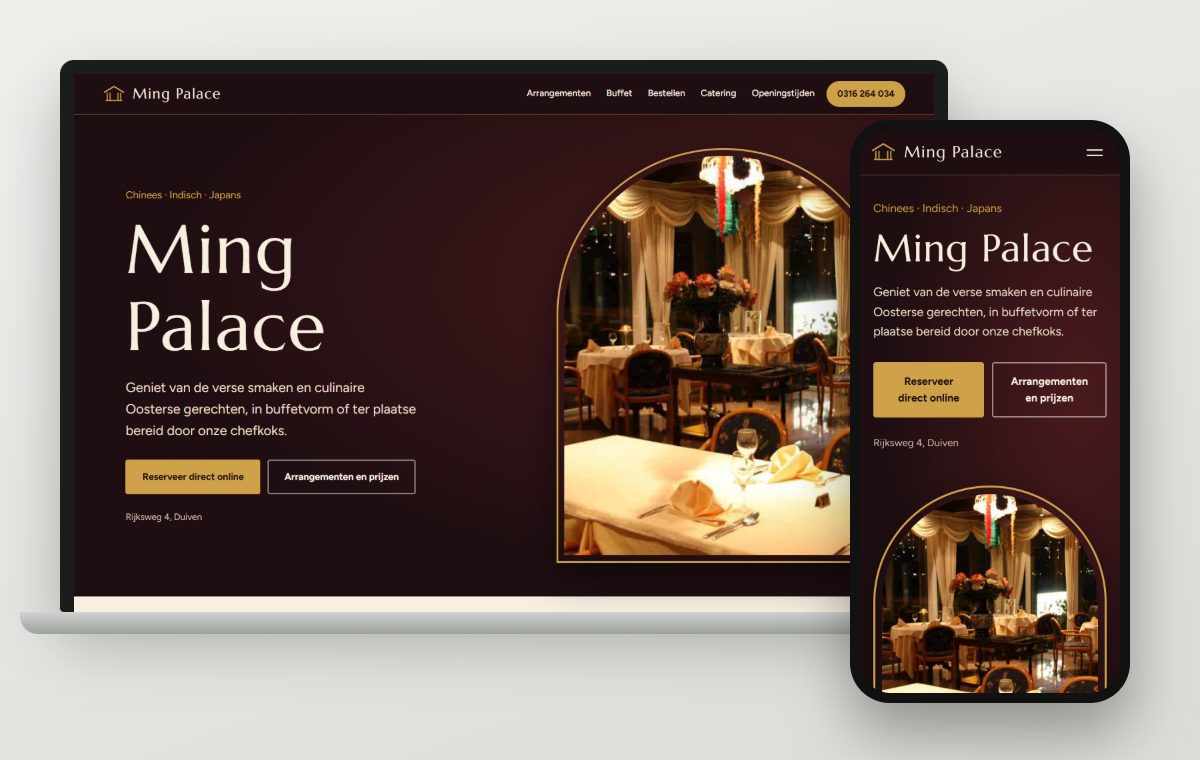 Ming Palace
Arrangementen Buffet Bestellen Catering Openingstijden 0316 264 034
Chinees · Indisch · Japans
Ming
Palace
Geniet van de verse smaken en culinaire
Oosterse gerechten, in buffetvorm of ter plaatse
bereid door onze chefkoks.
Reserveer direct online
Arrangementen en prijzen
Rijksweg 4, Duiven
Ming Palace
Chinees · Indisch · Japans
Ming Palace
Geniet van de verse smaken en culinaire
Oosterse gerechten, in buffetvorm of ter
plaatse bereid door onze chefkoks.
Reserveer
direct online
Arrangementen
en prijzen
Rijksweg 4, Duiven